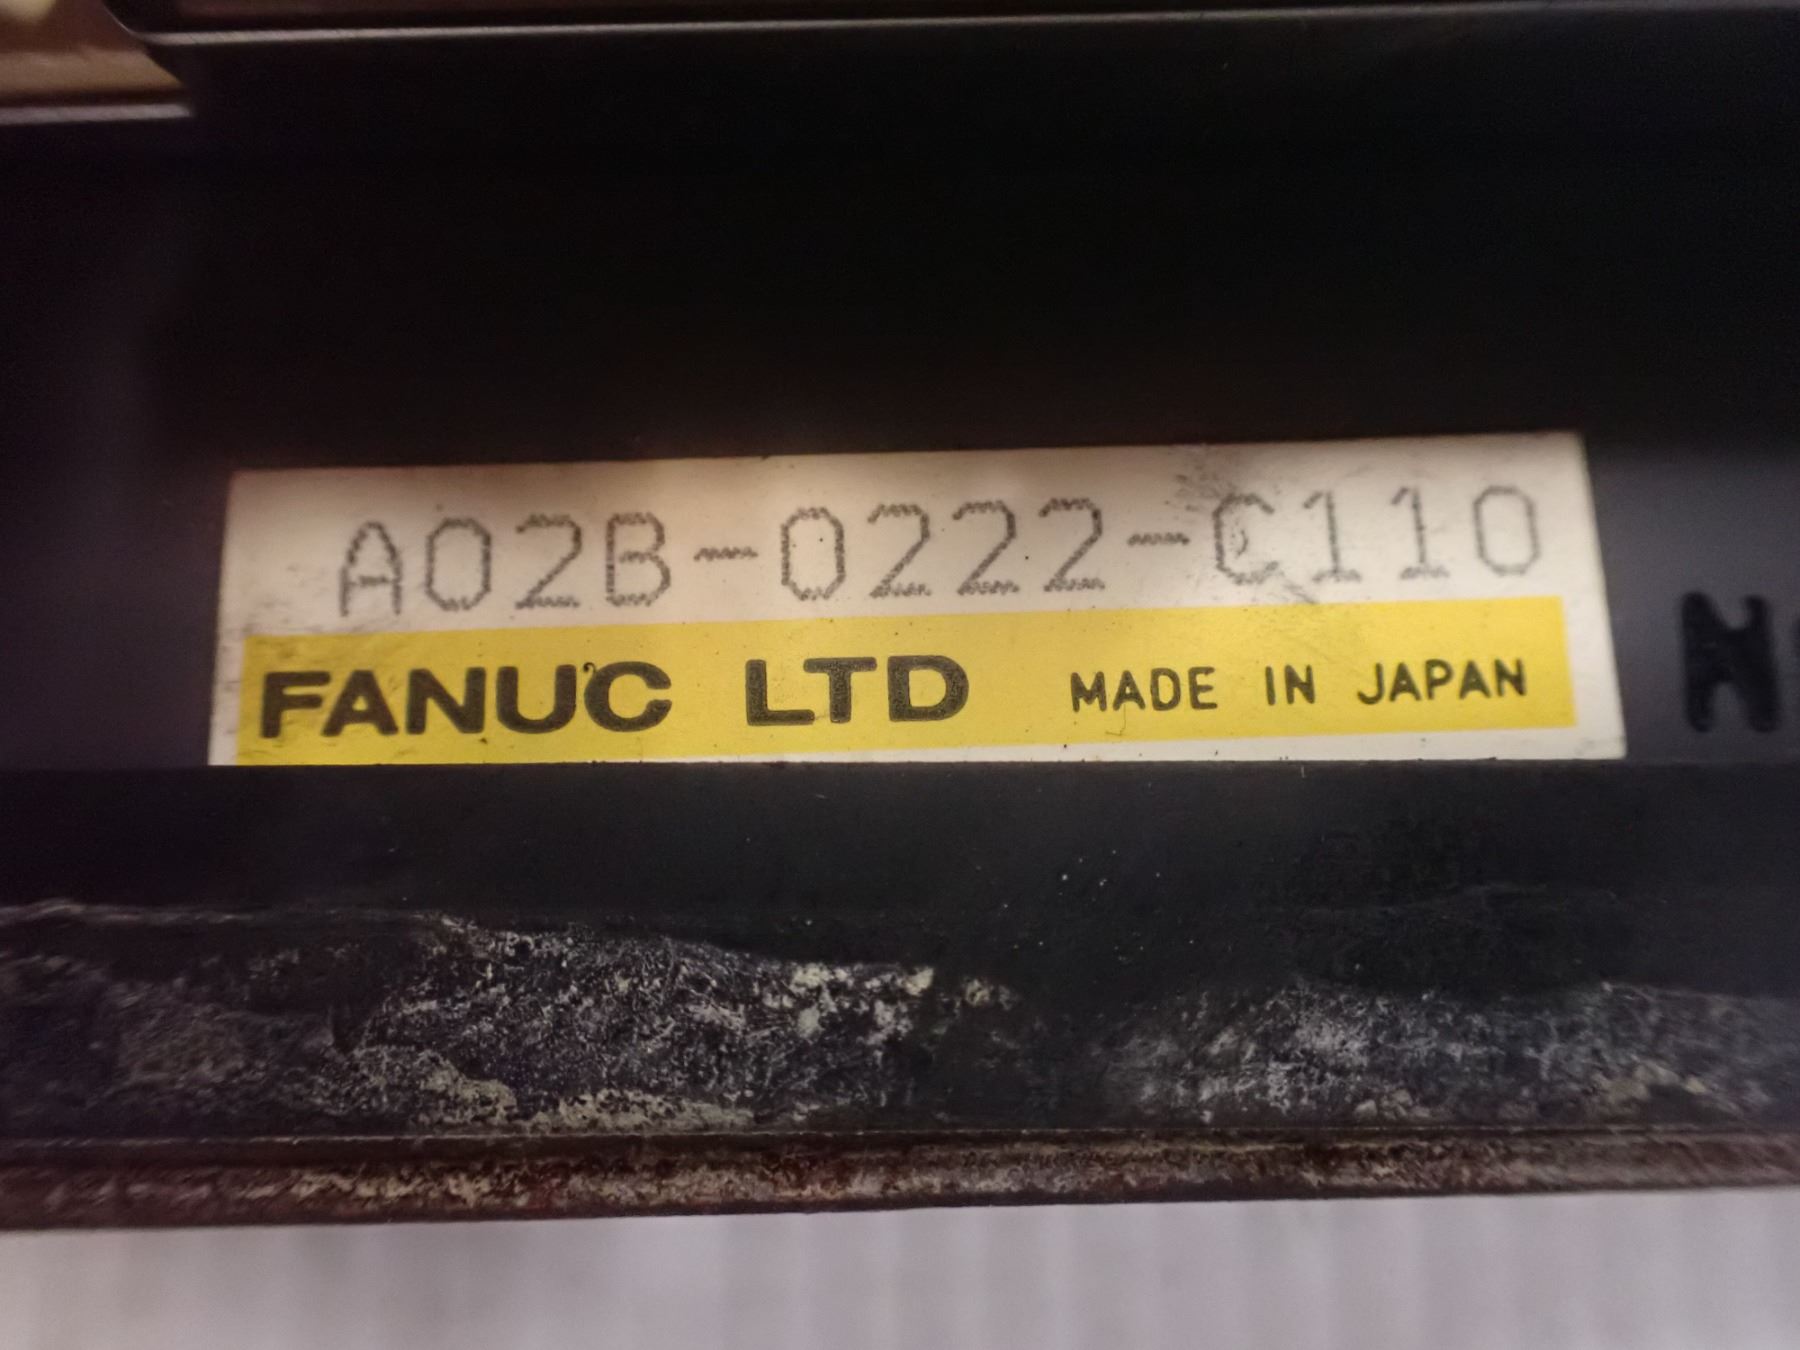 A02B-0222-C110
FANUC LTD MADE IN JAPAN